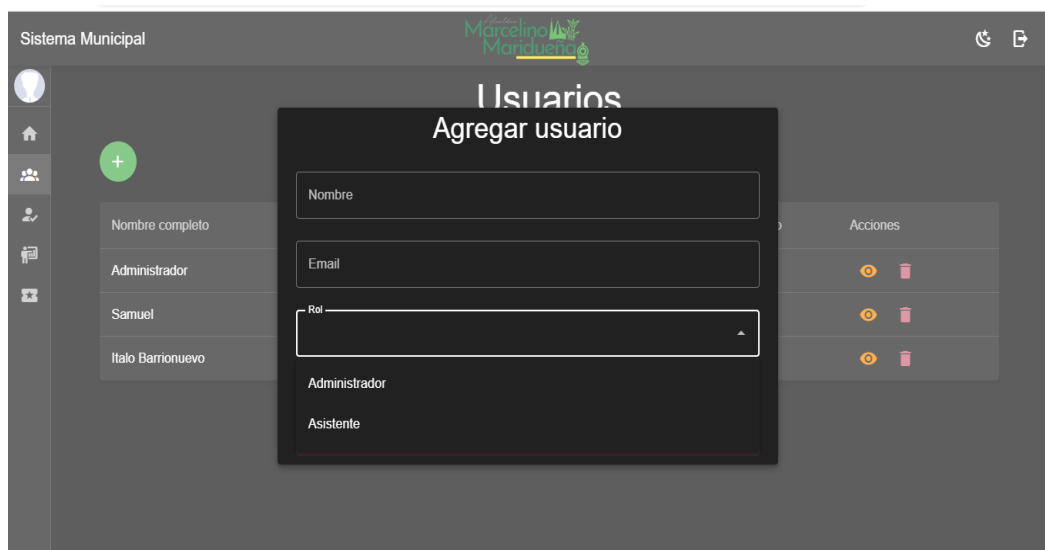 Sistema Municipal
Alcaldía
Marcelino
Maridueña
Usuarios
Agregar usuario
Nombre
Nombre completo
Acciones
Email
Administrador
Rol
Samuel
Italo Barrionuevo
Administrador
Asistente